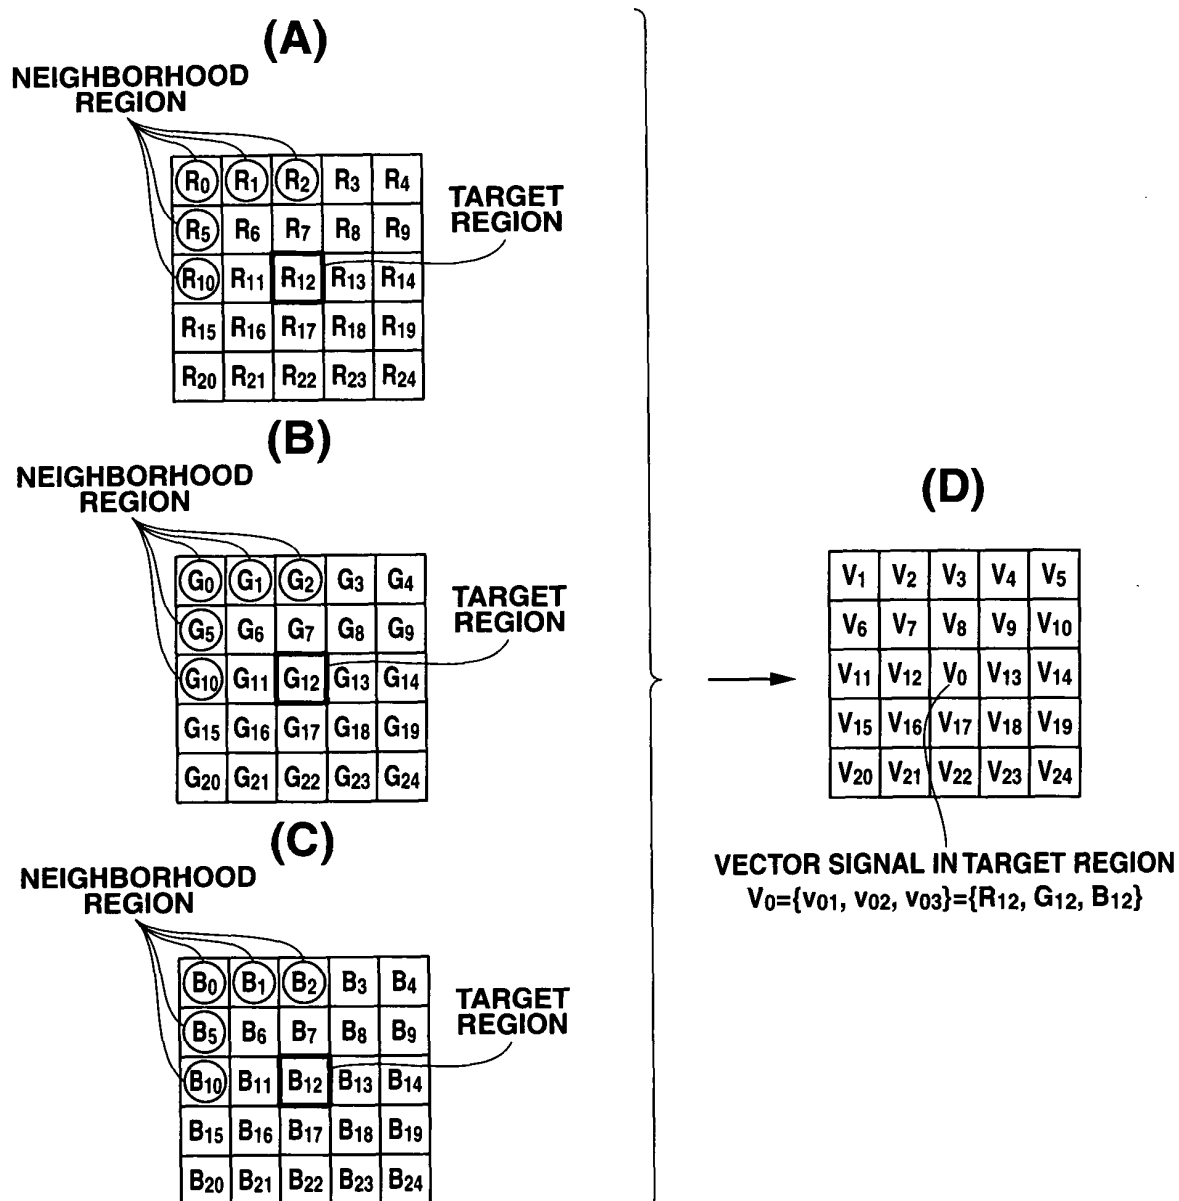 (A)
NEIGHBORHOOD
REGION
R0 R1 R2 R3 R4
R5 R6 R7 R8 R9
R10 R11 R12 R13 R14
R15 R16 R17 R18 R19
R20 R21 R22 R23 R24
TARGET
REGION
(B)
NEIGHBORHOOD
REGION
G0 G1 G2 G3 G4
G5 G6 G7 G8 G9
G10 G11 G12 G13 G14
G15 G16 G17 G18 G19
G20 G21 G22 G23 G24
TARGET
REGION
(C)
NEIGHBORHOOD
REGION
B0 B1 B2 B3 B4
B5 B6 B7 B8 B9
B10 B11 B12 B13 B14
B15 B16 B17 B18 B19
B20 B21 B22 B23 B24
TARGET
REGION
(D)
V1 V2 V3 V4 V5
V6 V7 V8 V9 V10
V11 V12 V0 V13 V14
V15 V16 V17 V18 V19
V20 V21 V22 V23 V24
VECTOR SIGNAL IN TARGET REGION
V0={v01, v02, v03}={R12, G12, B12}